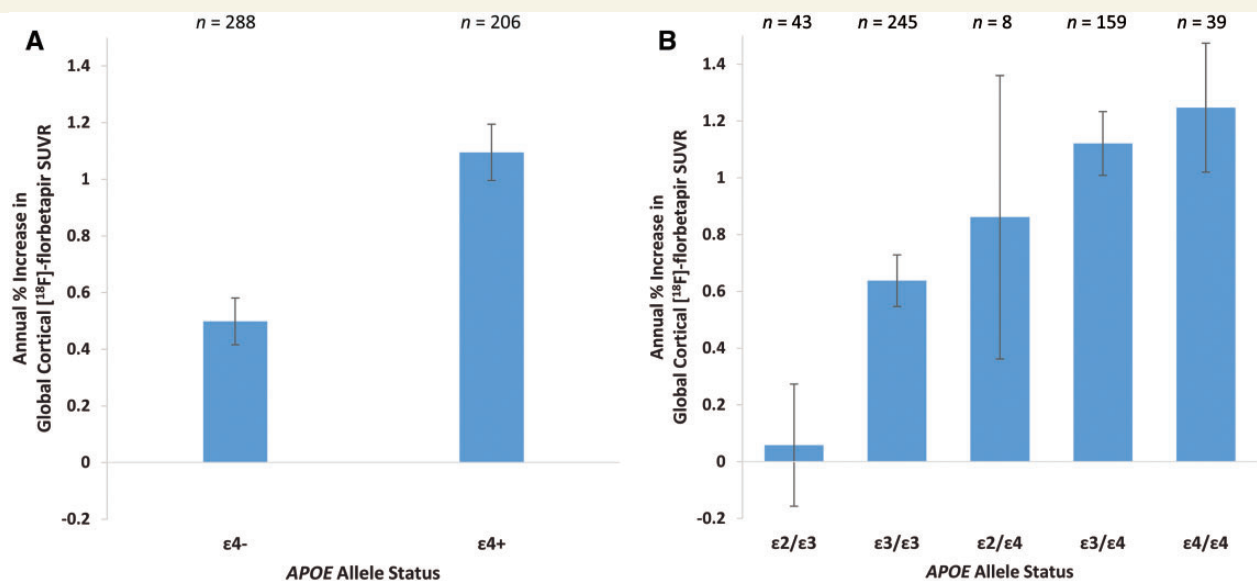 A
n = 288
n = 206
Annual % Increase in
Global Cortical [¹⁸F]-florbetapir SUVR
1.4
1.2
1
0.8
0.6
0.4
0.2
0
-0.2
ε4-
ε4+
APOE Allele Status
B
n = 43
n = 245
n = 8
n = 159
n = 39
Annual % Increase in
Global Cortical [¹⁸F]-florbetapir SUVR
1.4
1.2
1
0.8
0.6
0.4
0.2
0
-0.2
ε2/ε3
ε3/ε3
ε2/ε4
ε3/ε4
ε4/ε4
APOE Allele Status